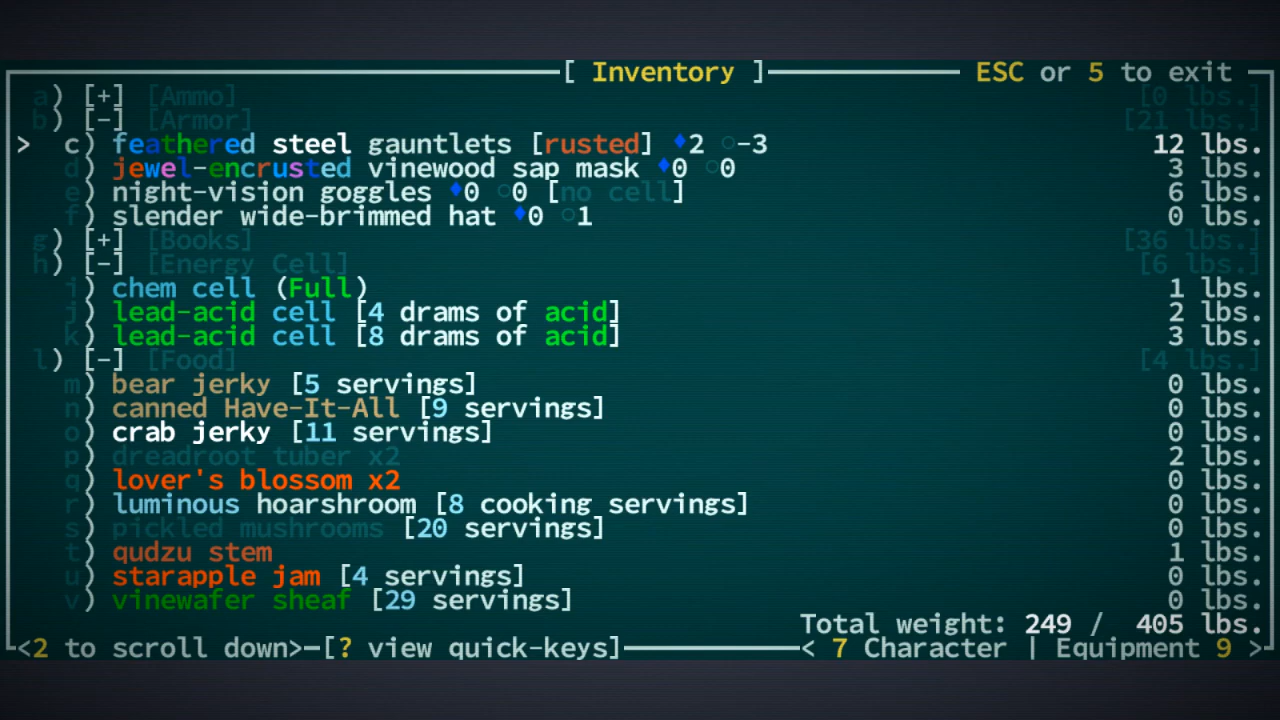 [ Inventory ] ESC or 5 to exit
a) [+] [Ammo] [0 lbs.]
b) [-] [Armor] [21 lbs.]
> c) feathered steel gauntlets [rusted] ♦2 ○-3 12 lbs.
d) jewel-encrusted vinewood sap mask ♦0 ○0 3 lbs.
e) night-vision goggles ♦0 ○0 [no cell] 6 lbs.
f) slender wide-brimmed hat ♦0 ○1 0 lbs.
g) [+] [Books] [36 lbs.]
h) [-] [Energy Cell] [6 lbs.]
i) chem cell (Full) 1 lbs.
j) lead-acid cell [4 drams of acid] 2 lbs.
k) lead-acid cell [8 drams of acid] 3 lbs.
l) [-] [Food] [4 lbs.]
m) bear jerky [5 servings] 0 lbs.
n) canned Have-It-All [9 servings] 0 lbs.
o) crab jerky [11 servings] 0 lbs.
p) dreadroot tuber x2 2 lbs.
q) lover's blossom x2 0 lbs.
r) luminous hoarshroom [8 cooking servings] 0 lbs.
s) pickled mushrooms [20 servings] 0 lbs.
t) qudzu stem 1 lbs.
u) starapple jam [4 servings] 0 lbs.
v) vinewafer sheaf [29 servings] 0 lbs.
Total weight: 249 / 405 lbs.
<2 to scroll down> [? view quick-keys] < 7 Character | Equipment 9 >